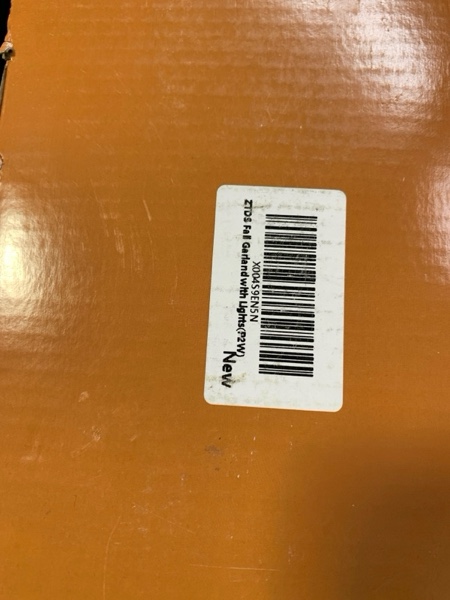 X004S9EN5N
ZTDS Fall Garland with Lights(P2W)
New